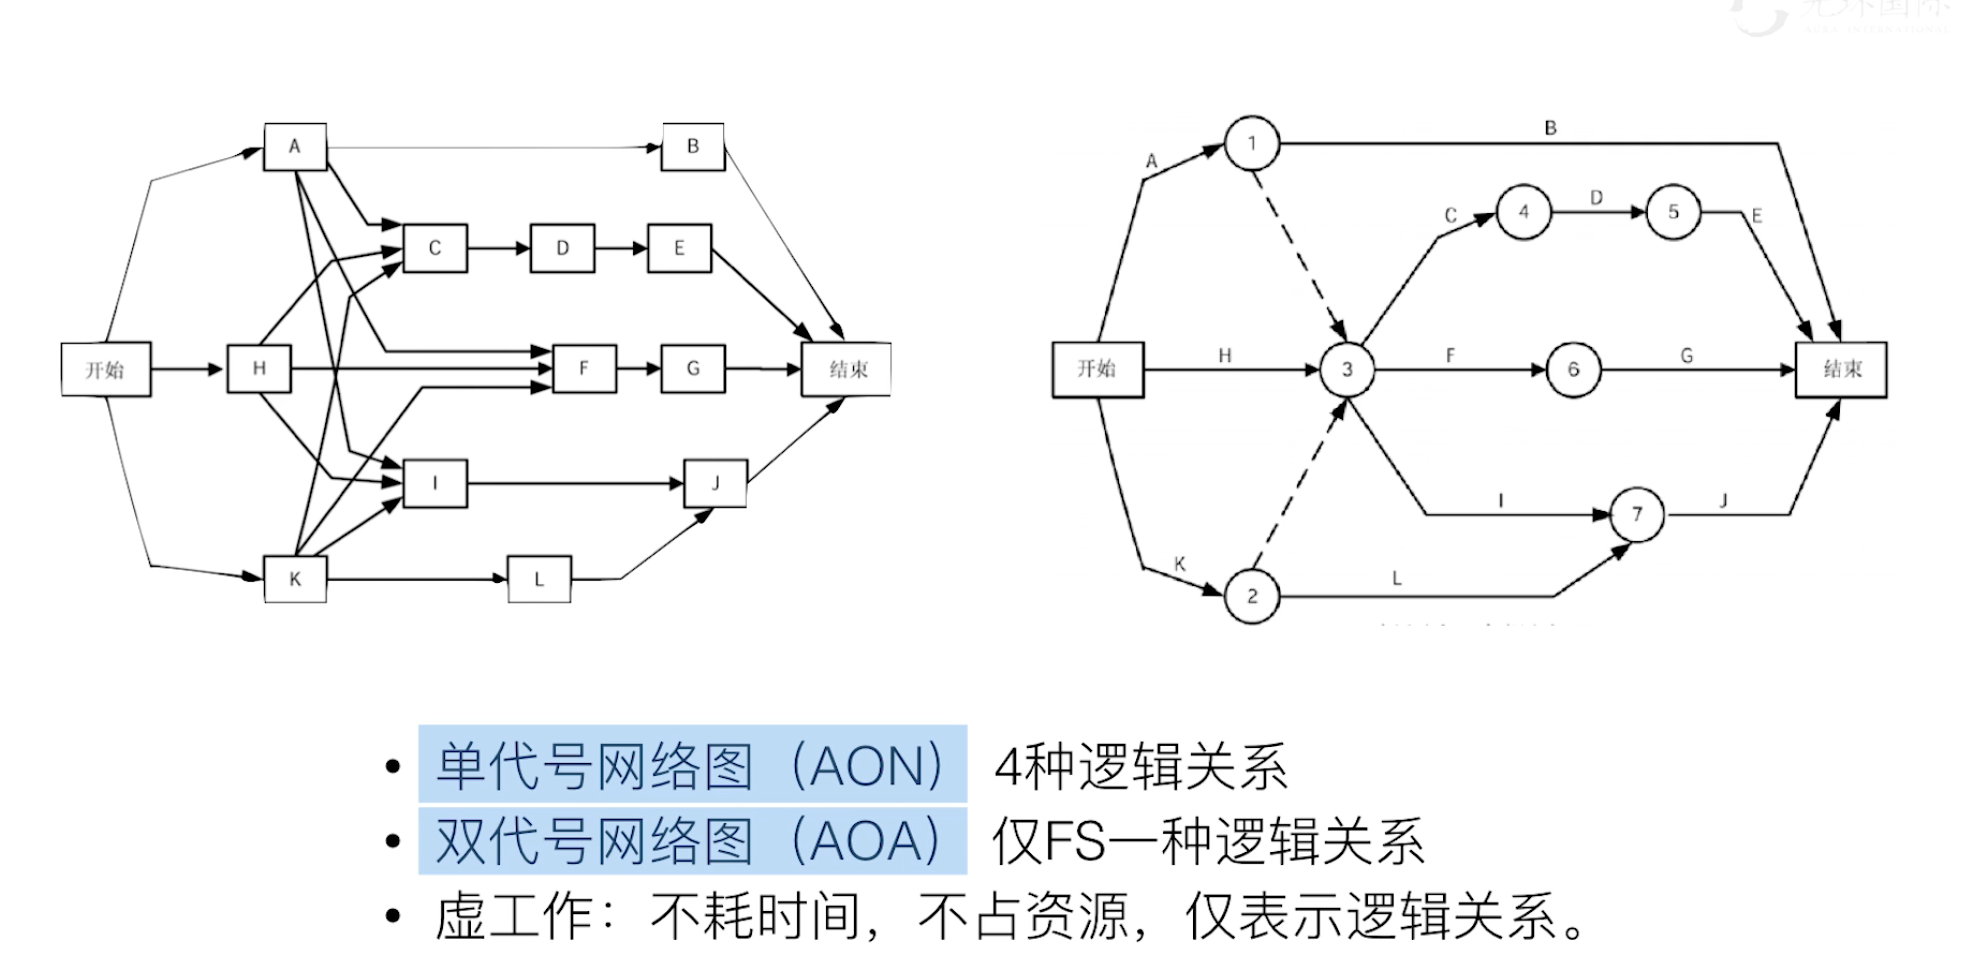 A
B
C
D
E
开始
H
F
G
结束
I
J
K
L
B
A
1
C
4
D
5
E
开始
H
3
F
6
G
结束
I
7
J
K
2
L
• 单代号网络图（AON） 4种逻辑关系
• 双代号网络图（AOA） 仅FS一种逻辑关系
• 虚工作：不耗时间，不占资源，仅表示逻辑关系。